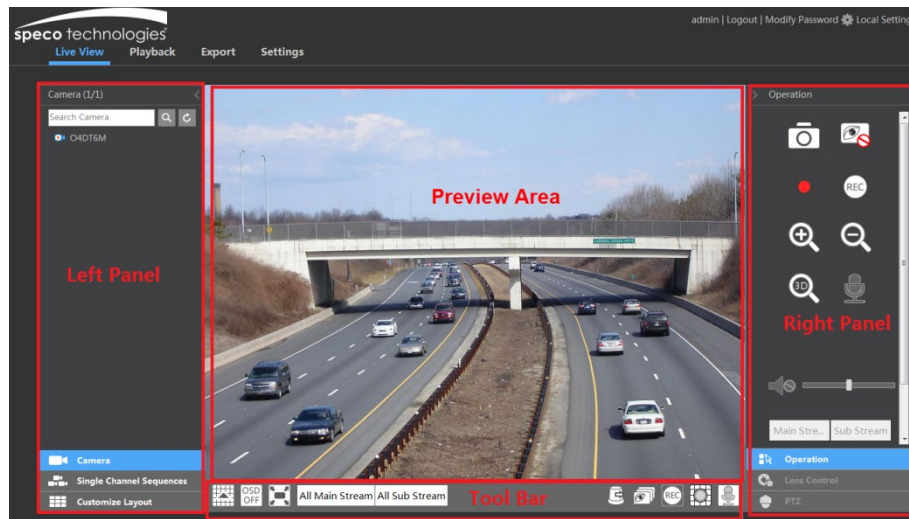 speco technologies®
admin | Logout | Modify Password Local Setting
Live View Playback Export Settings
Camera (1/1)
Search Camera
O4DT6M
Left Panel
Camera
Single Channel Sequences
Customize Layout
Preview Area
OSD OFF
All Main Stream All Sub Stream
Tool Bar
REC
Operation
REC
3D
Right Panel
Main Stre... Sub Stream
Operation
Lens Control
PTZ